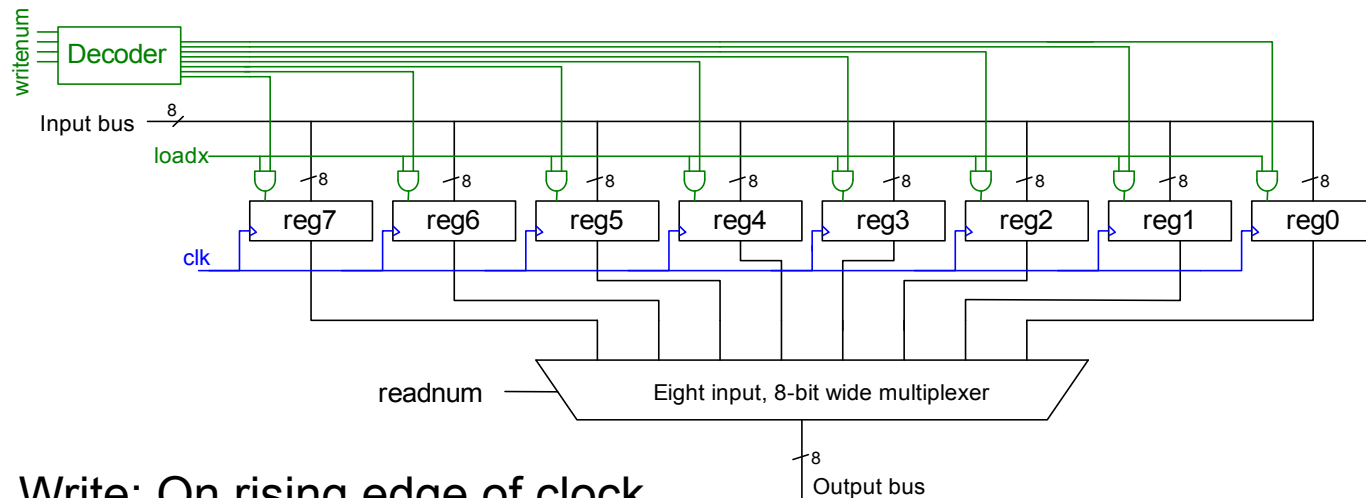 writenum
Decoder
Input bus
8
loadx
8 8 8 8 8 8 8 8
reg7 reg6 reg5 reg4 reg3 reg2 reg1 reg0
clk
readnum
Eight input, 8-bit wide multiplexer
8
Output bus
Write: On rising edge of clock